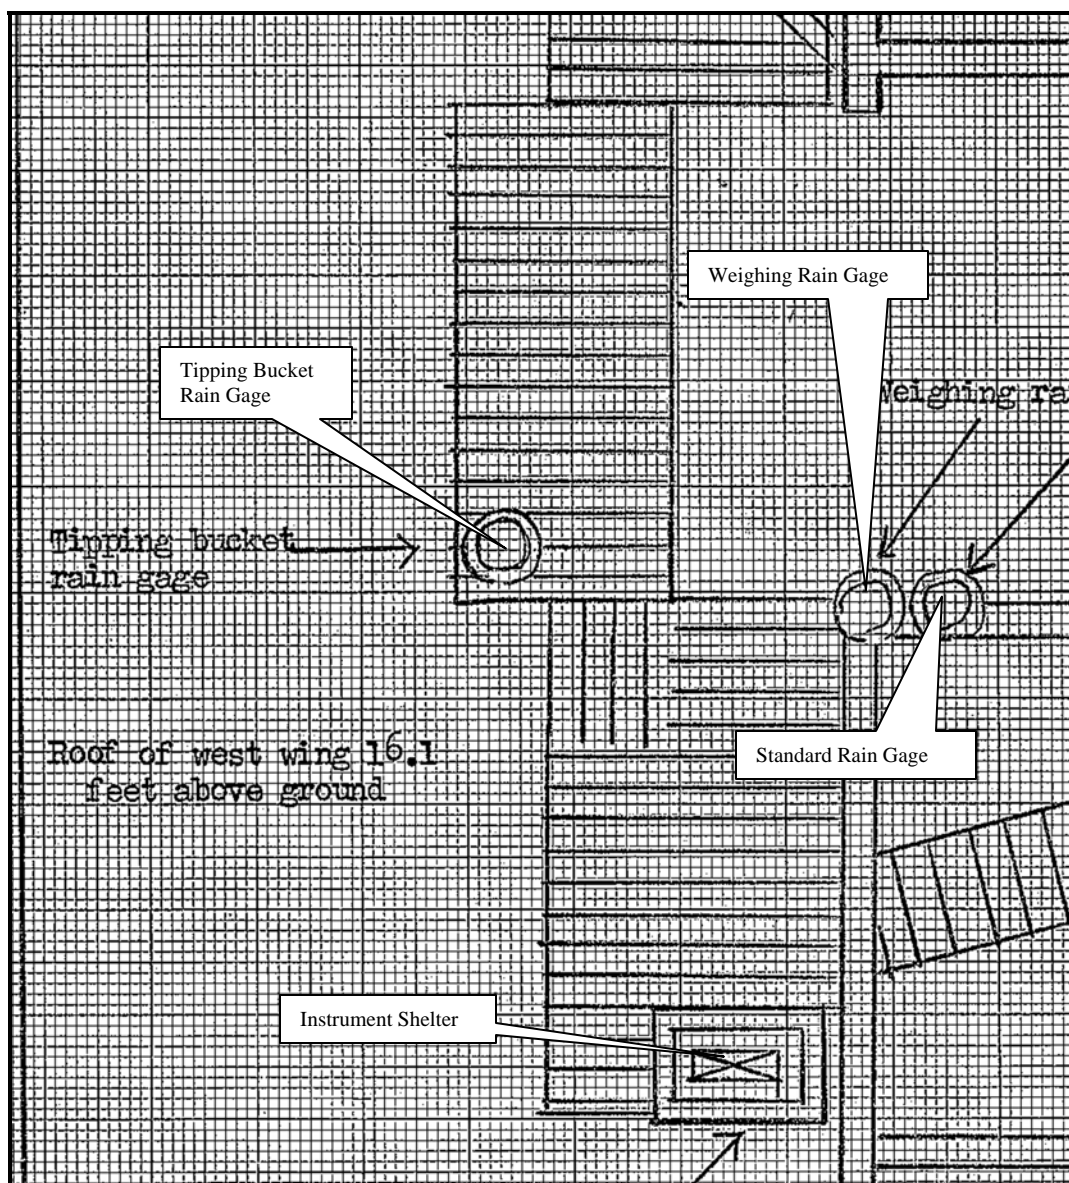 Weighing Rain Gage
Tipping Bucket
Rain Gage
Weighing ra
Tipping bucket
rain gage
Roof of west wing 16.1
feet above ground
Standard Rain Gage
Instrument Shelter